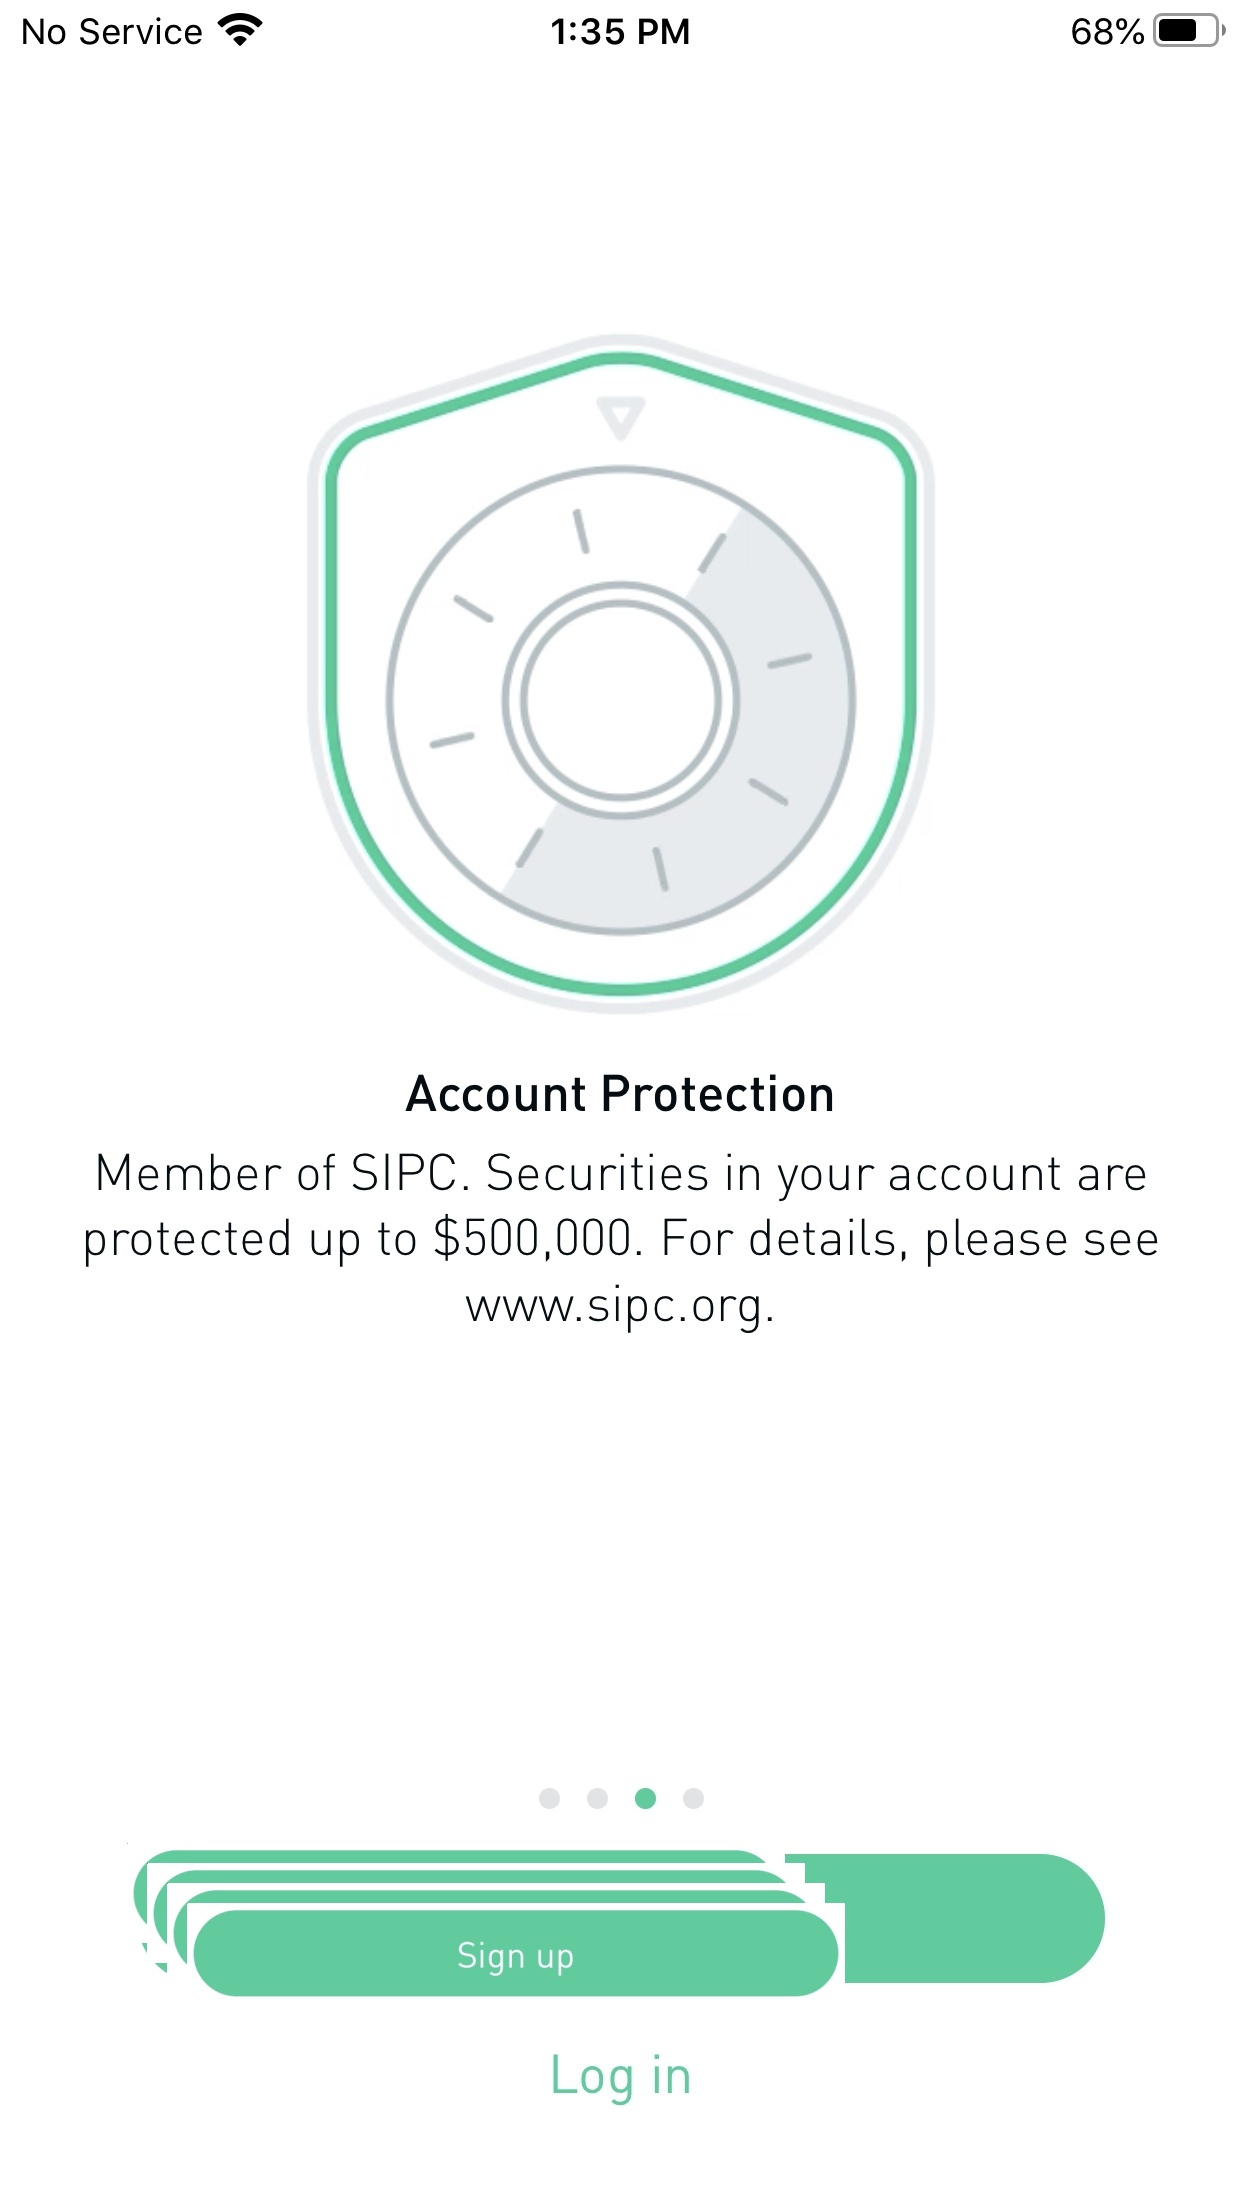 No Service 1:35 PM 68%
Account Protection
Member of SIPC. Securities in your account are
protected up to $500,000. For details, please see
www.sipc.org.
Sign up
Log in